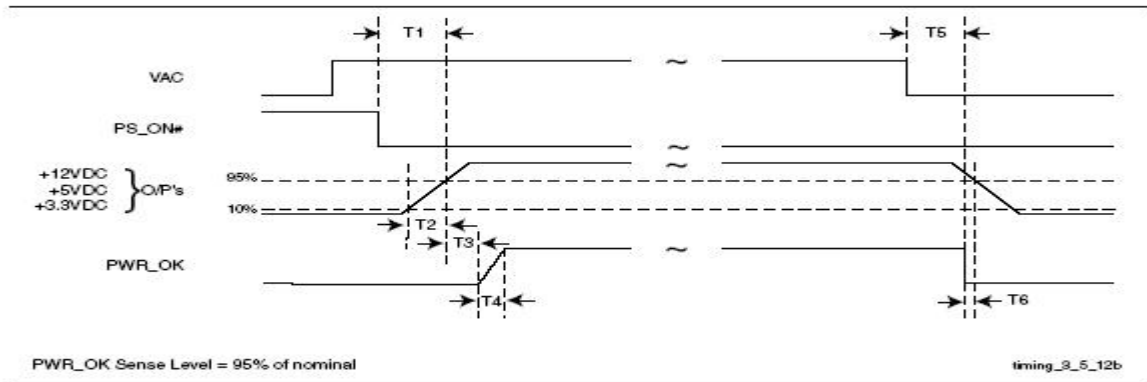 T1
T5
VAC
~
PS_ON#
~
+12VDC
+5VDC
+3.3VDC
} O/P's
95%
10%
~
T2
T3
PWR_OK
~
T4
T6
PWR_OK Sense Level = 95% of nominal
timing_3_5_12b